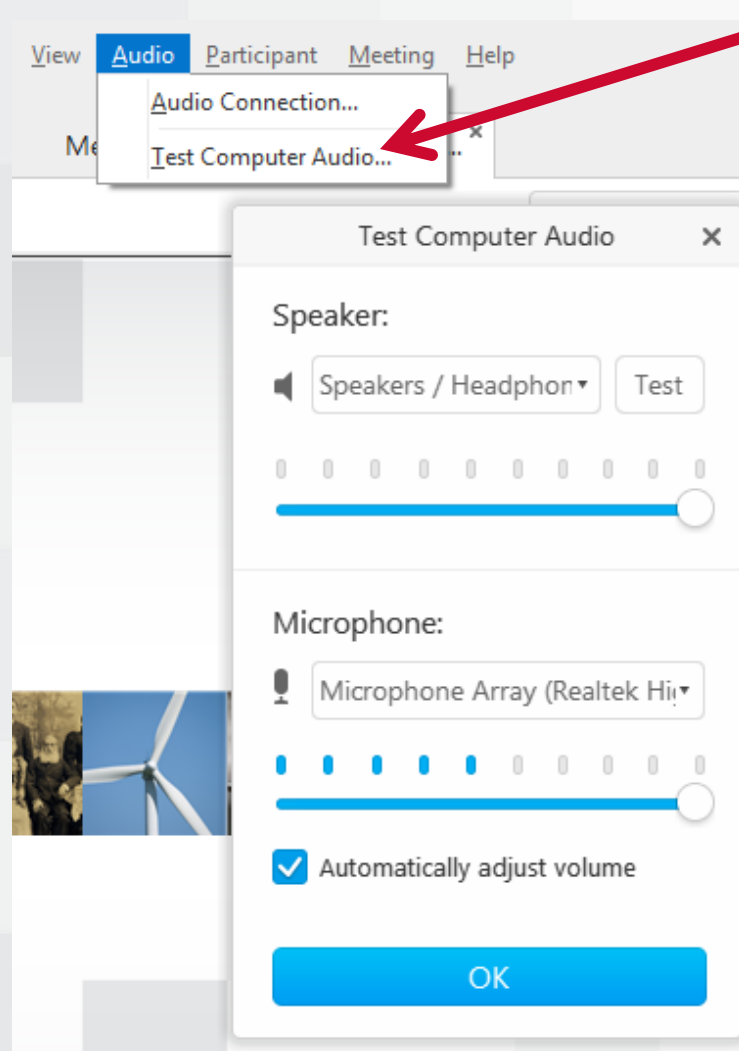 View Audio Participant Meeting Help
Audio Connection...
Me
Test Computer Audio...
..
Test Computer Audio
Speaker:
Speakers / Headphon
Test
Microphone:
Microphone Array (Realtek Hi
Automatically adjust volume
OK